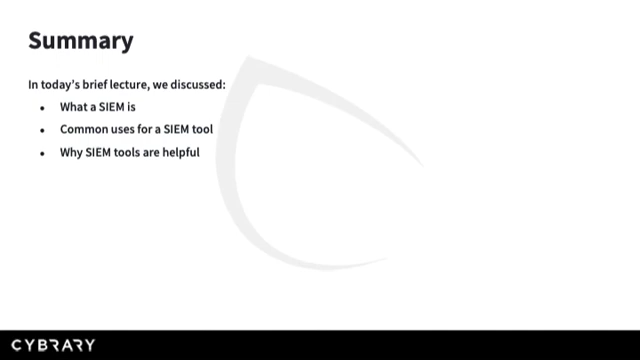 Summary
In today's brief lecture, we discussed:
• What a SIEM is
• Common uses for a SIEM tool
• Why SIEM tools are helpful
CYBRARY